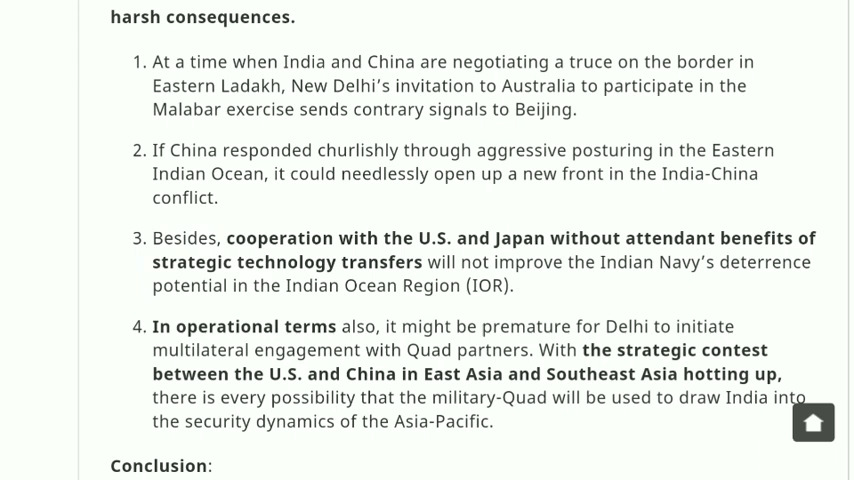 harsh consequences.
1. At a time when India and China are negotiating a truce on the border in
Eastern Ladakh, New Delhi’s invitation to Australia to participate in the
Malabar exercise sends contrary signals to Beijing.
2. If China responded churlishly through aggressive posturing in the Eastern
Indian Ocean, it could needlessly open up a new front in the India-China
conflict.
3. Besides, cooperation with the U.S. and Japan without attendant benefits of
strategic technology transfers will not improve the Indian Navy’s deterrence
potential in the Indian Ocean Region (IOR).
4. In operational terms also, it might be premature for Delhi to initiate
multilateral engagement with Quad partners. With the strategic contest
between the U.S. and China in East Asia and Southeast Asia hotting up,
there is every possibility that the military-Quad will be used to draw India into
the security dynamics of the Asia-Pacific.
Conclusion: